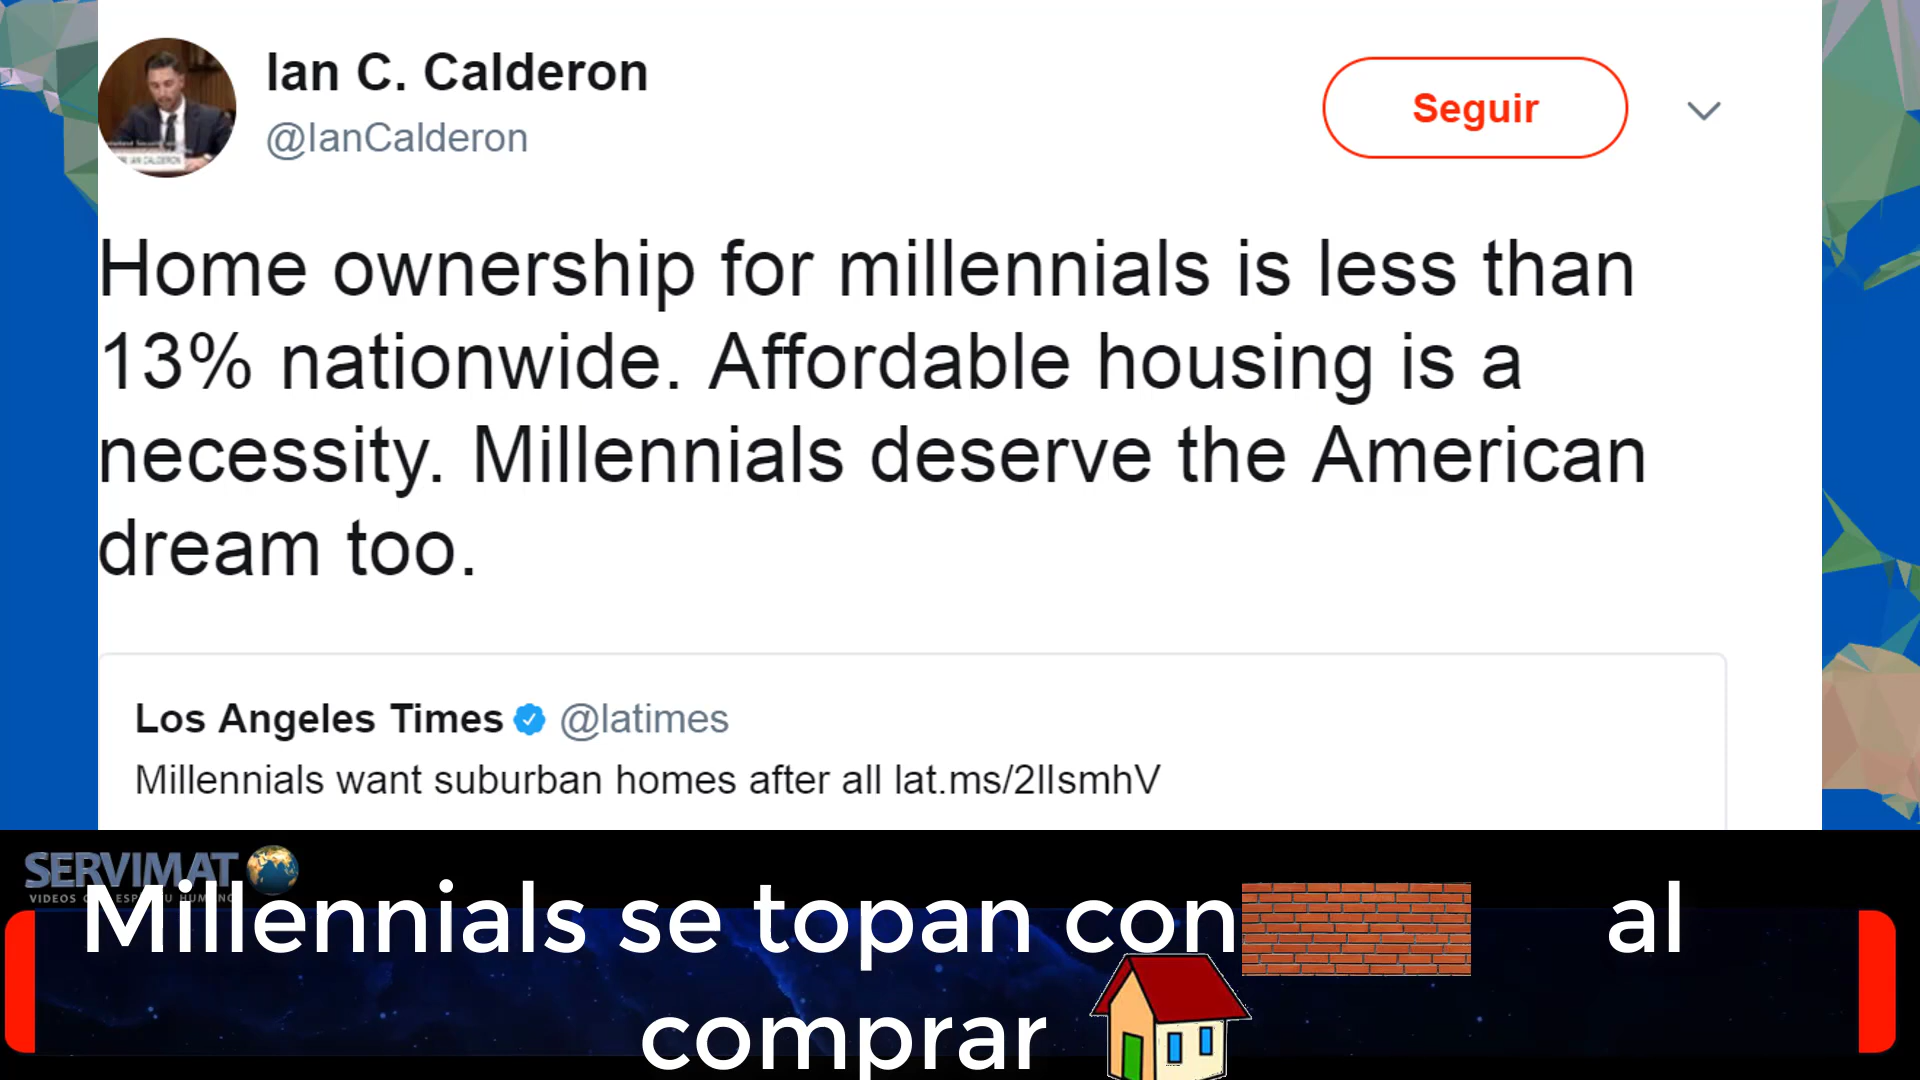 Ian C. Calderon
@IanCalderon
Seguir
Home ownership for millennials is less than
13% nationwide. Affordable housing is a
necessity. Millennials deserve the American
dream too.
Los Angeles Times @latimes
Millennials want suburban homes after all lat.ms/2lIsmhV
SERVIMAT
VIDEOS
Millennials se topan con al
comprar